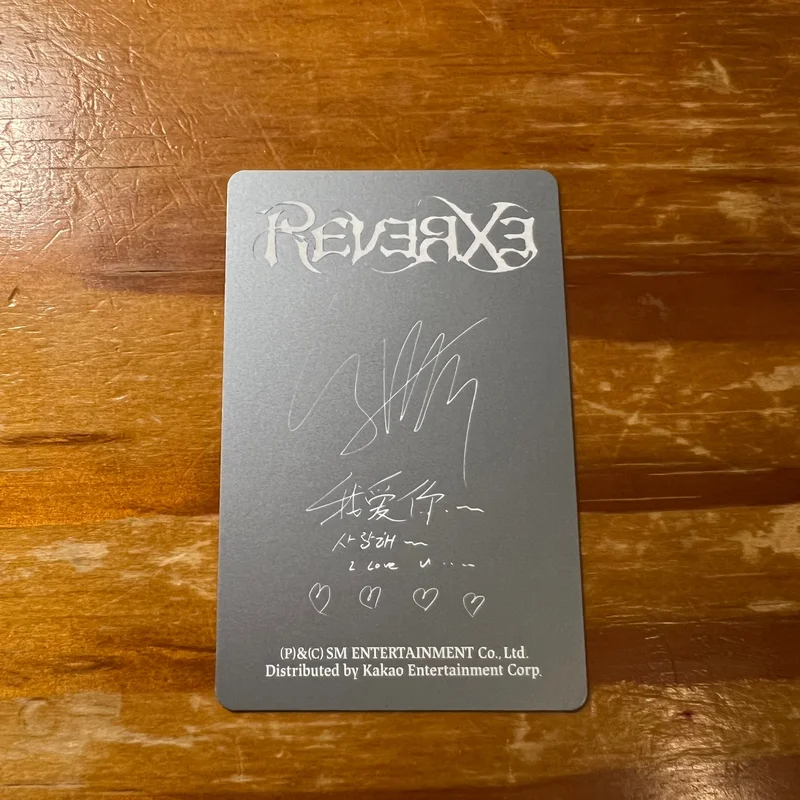 REVERXE
我爱你.~
사랑해~
I Love U....
(P)&(C) SM ENTERTAINMENT Co., Ltd.
Distributed by Kakao Entertainment Corp.